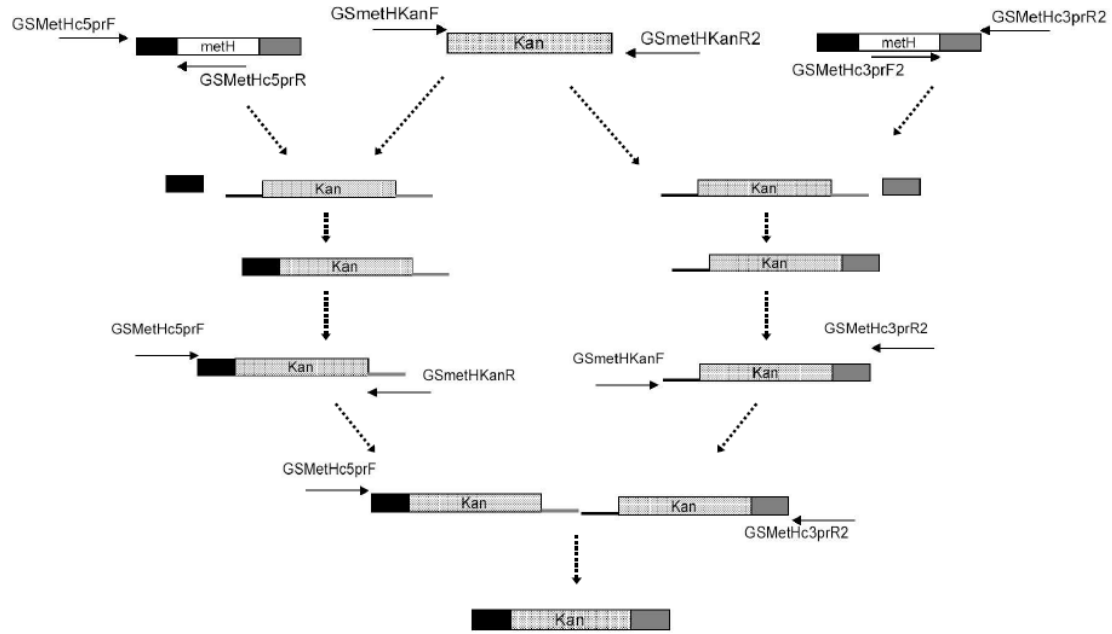 GSMetHc5prF
GSmetHKanF
GSMetHc3prR2
metH
Kan
GSmetHKanR2
metH
GSMetHc5prR
GSMetHc3prF2
Kan
Kan
Kan
Kan
GSMetHc5prF
GSMetHc3prR2
Kan
GSmetHKanR
GSmetHKanF
Kan
GSMetHc5prF
Kan
Kan
GSMetHc3prR2
Kan